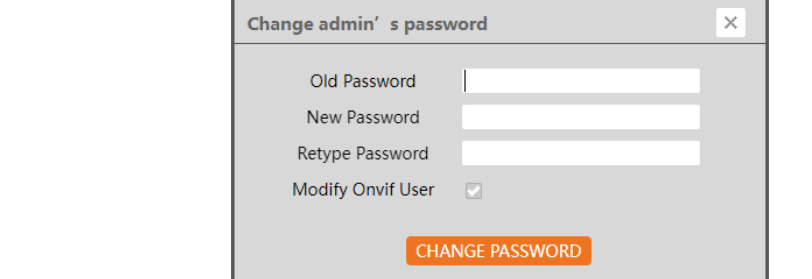 Change admin’ s password
Old Password
New Password
Retype Password
Modify Onvif User
CHANGE PASSWORD